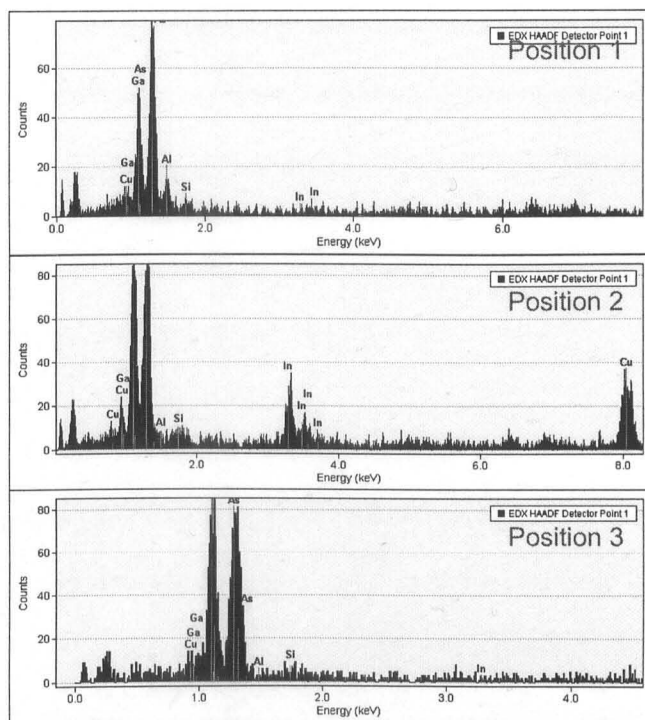 EDX HAADF Detector Point 1
Position 1
Counts
60
40
20
As
Ga
Ga
Cu
Al
Si
In
In
0.0
2.0
4.0
6.0
Energy (keV)
EDX HAADF Detector Point 1
Position 2
Counts
80
60
40
20
Cu
Ga
Cu
Al
Si
In
In
In
In
Cu
2.0
4.0
6.0
8.0
Energy (keV)
EDX HAADF Detector Point 1
Position 3
Counts
80
60
40
20
0
As
As
Ga
Ga
Cu
Al
Si
In
0.0
1.0
2.0
3.0
4.0
Energy (keV)